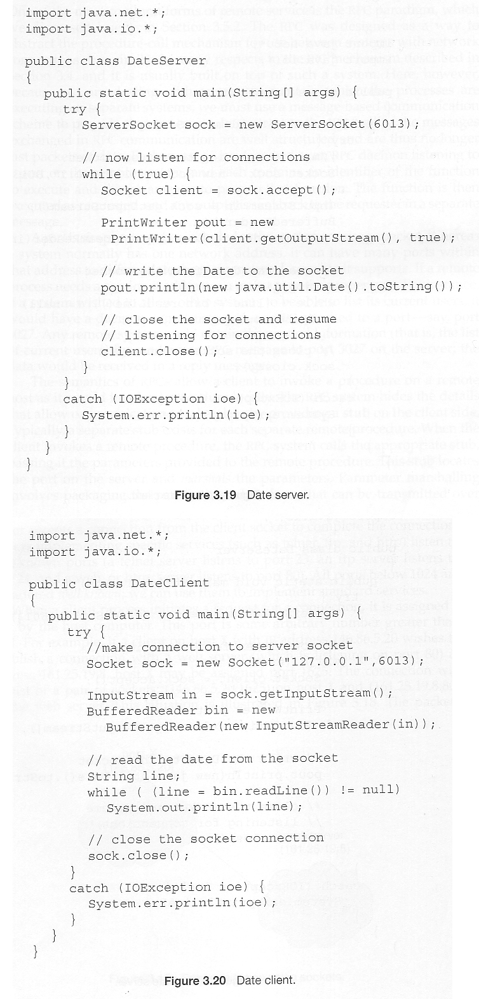 import java.net.*;
import java.io.*;
public class DateServer
{
public static void main(String[] args) {
try {
ServerSocket sock = new ServerSocket(6013);
// now listen for connections
while (true) {
Socket client = sock.accept();
PrintWriter pout = new
PrintWriter(client.getOutputStream(), true);
// write the Date to the socket
pout.println(new java.util.Date().toString());
// close the socket and resume
// listening for connections
client.close();
}
}
catch (IOException ioe) {
System.err.println(ioe);
}
}
}
Figure 3.19 Date server.
import java.net.*;
import java.io.*;
public class DateClient
{
public static void main(String[] args) {
try {
//make connection to server socket
Socket sock = new Socket("127.0.0.1",6013);
InputStream in = sock.getInputStream();
BufferedReader bin = new
BufferedReader(new InputStreamReader(in));
// read the date from the socket
String line;
while ( (line = bin.readLine()) != null)
System.out.println(line);
// close the socket connection
sock.close();
}
catch (IOException ioe) {
System.err.println(ioe);
}
}
}
Figure 3.20 Date client.